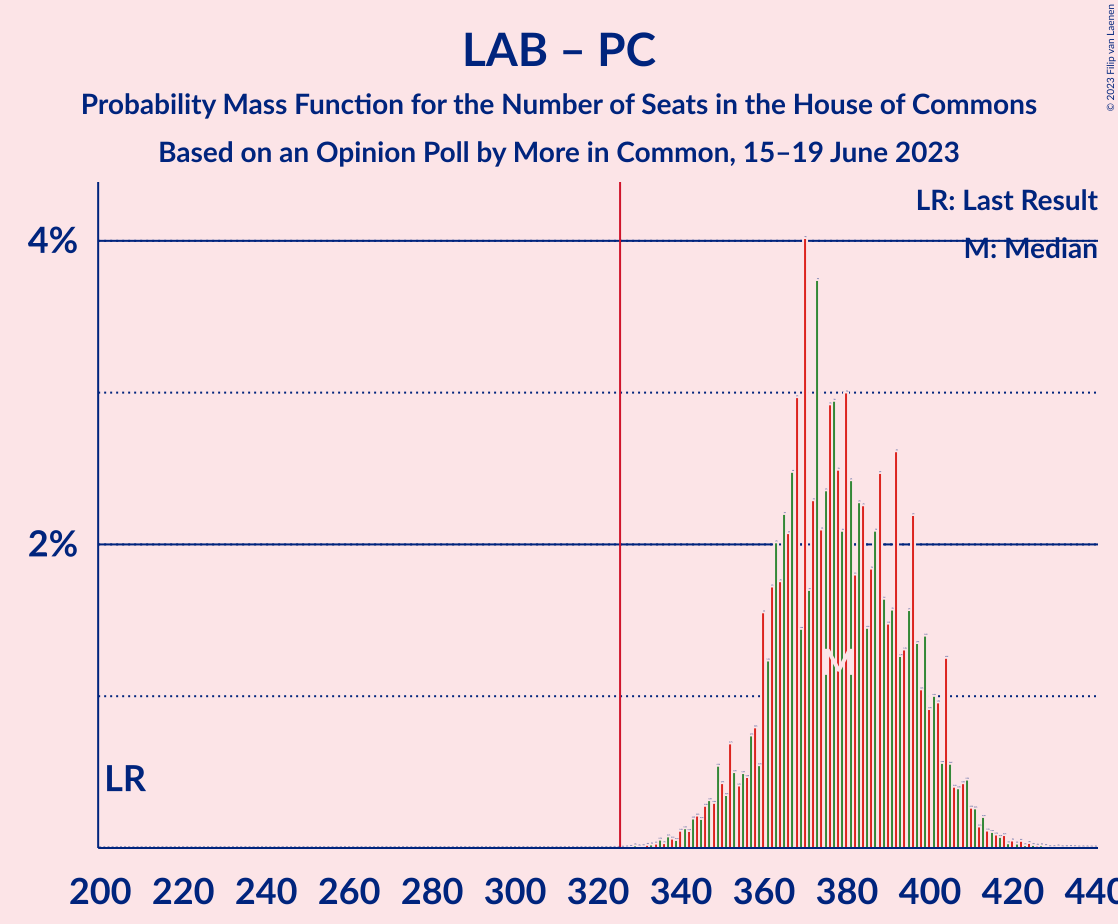 LAB – PC
Probability Mass Function for the Number of Seats in the House of Commons
Based on an Opinion Poll by More in Common, 15–19 June 2023
© 2023 Filip van Laenen
LR: Last Result
M: Median
4%
2%
M
LR
200 220 240 260 280 300 320 340 360 380 400 420 440